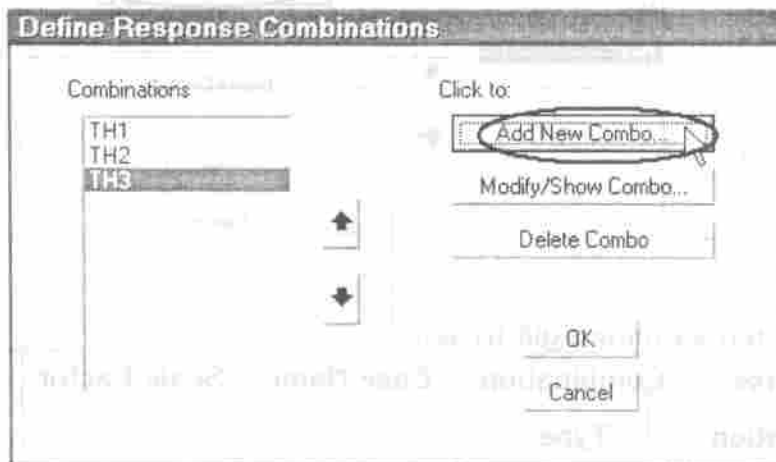 Define Response Combinations
Combinations
TH1
TH2
TH3
Click to:
Add New Combo...
Modify/Show Combo...
Delete Combo
OK
Cancel